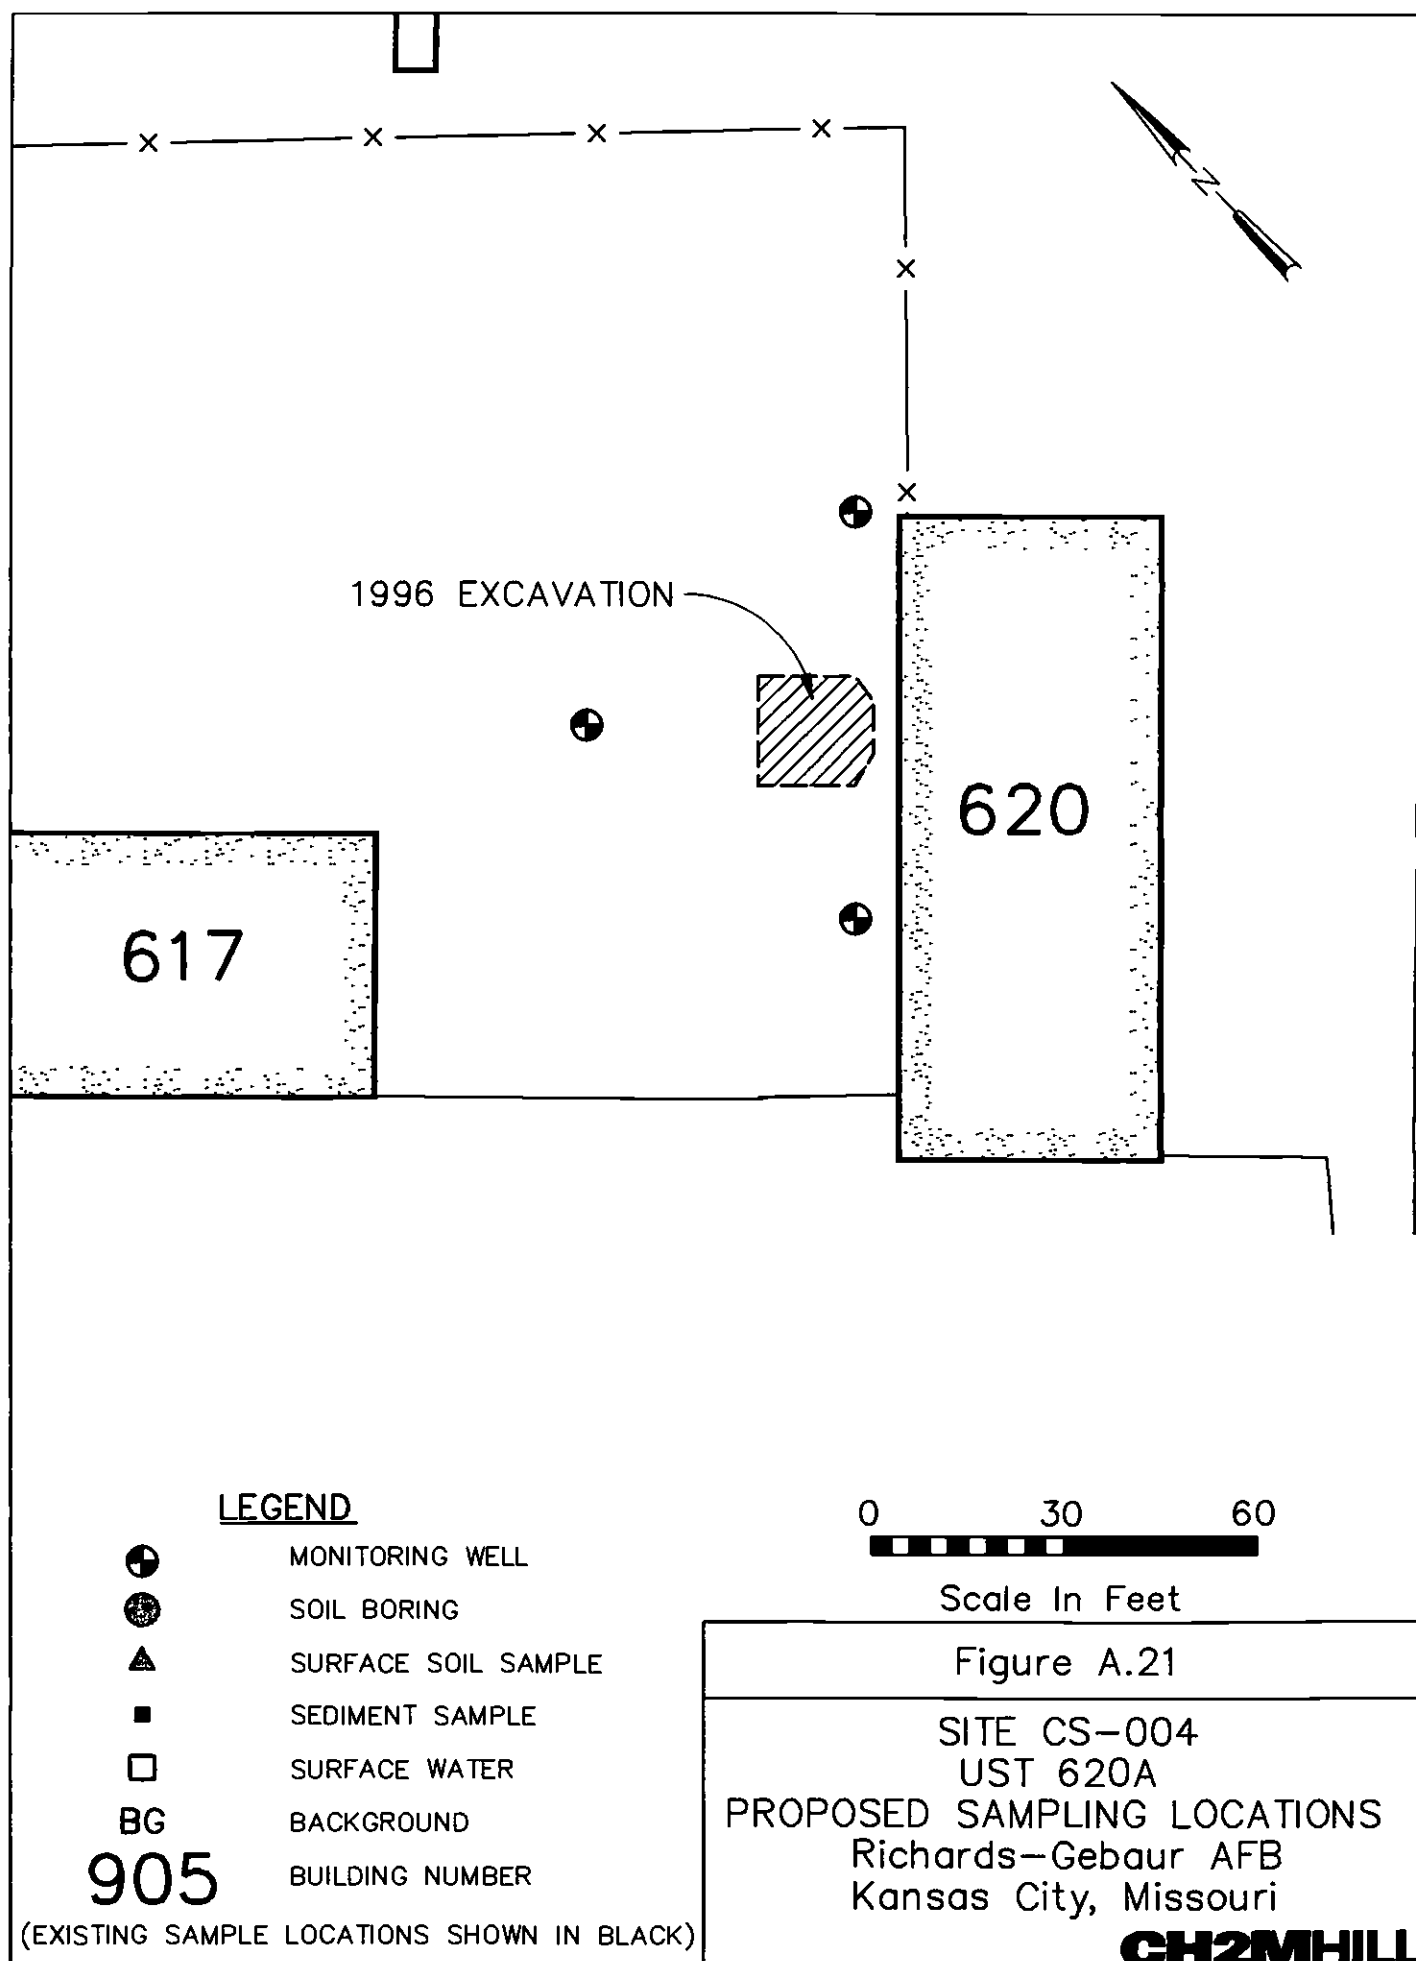 N
1996 EXCAVATION
620
617
LEGEND
MONITORING WELL
SOIL BORING
SURFACE SOIL SAMPLE
SEDIMENT SAMPLE
SURFACE WATER
BG BACKGROUND
905 BUILDING NUMBER
(EXISTING SAMPLE LOCATIONS SHOWN IN BLACK)
0 30 60
Scale In Feet
Figure A.21
SITE CS-004
UST 620A
PROPOSED SAMPLING LOCATIONS
Richards-Gebaur AFB
Kansas City, Missouri
CH2MHILL